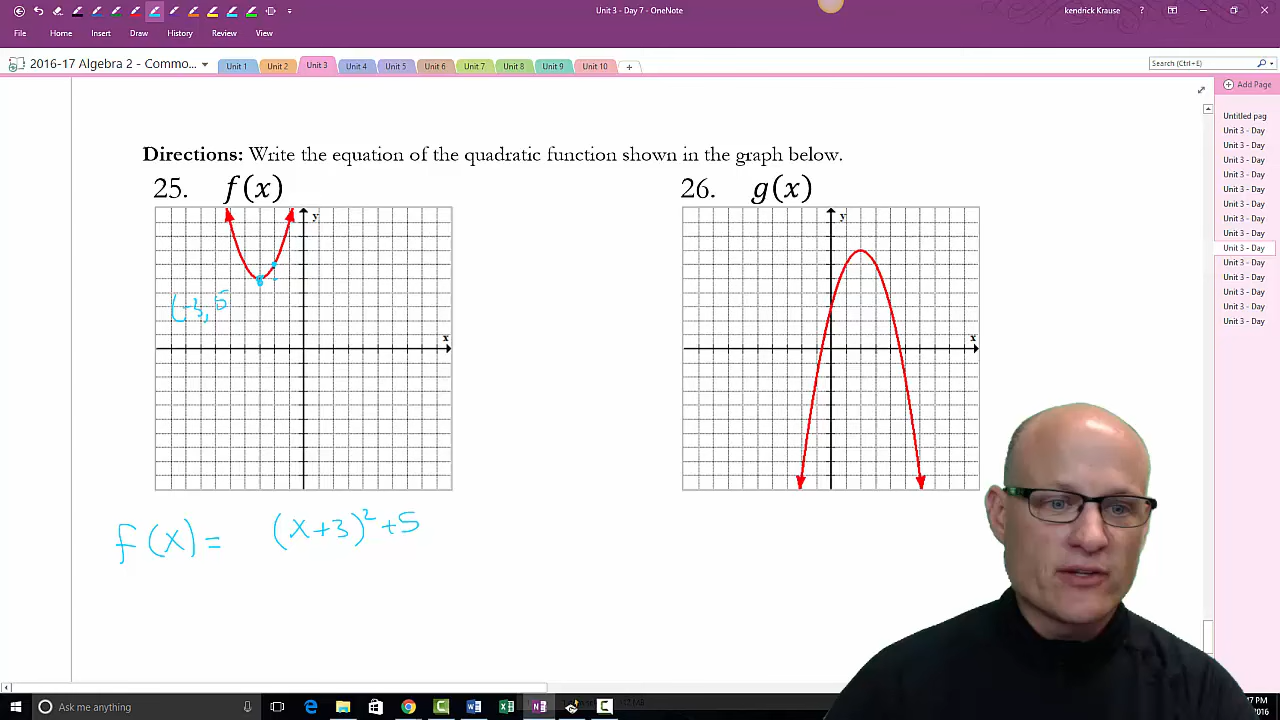 Unit 3 - Day 7 - OneNote
kendrick Krause
File Home Insert Draw History Review View
2016-17 Algebra 2 - Commo... Unit 1 Unit 2 Unit 3 Unit 4 Unit 5 Unit 6 Unit 7 Unit 8 Unit 9 Unit 10
Search (Ctrl+E)
Add Page
Untitled pag
Unit 3 - Day
Unit 3 - Day
Unit 3 - Day
Unit 3 - Day
Unit 3 - Day
Unit 3 - Day
Unit 3 - Day
Unit 3 - Day
Unit 3 - Day
Unit 3 - Day
Unit 3 - Day
Unit 3 - Day
Unit 3 - Day
Unit 3 - Day
Directions: Write the equation of the quadratic function shown in the graph below.
25. f(x)
26. g(x)
y
x
(-3, 5
y
x
f(x) = (x+3)²+5
Ask me anything